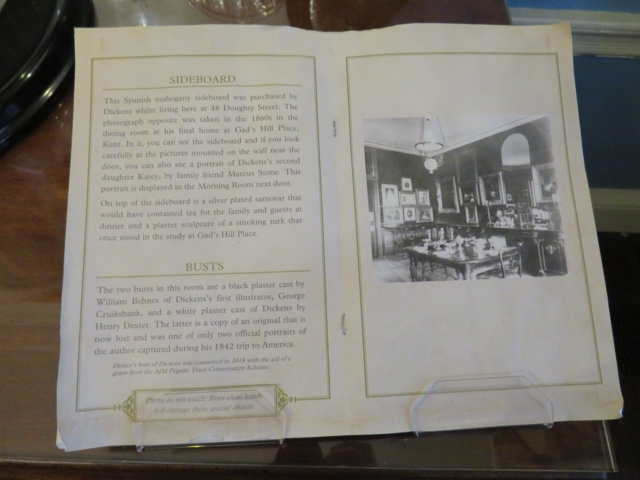 SIDEBOARD
This Spanish mahogany sideboard was purchased by
Dickens whilst living here at 48 Doughty Street. The
photograph opposite was taken in the 1860s in the
dining room at his final home at Gad's Hill Place,
Kent. In it, you can see the sideboard and if you look
carefully at the pictures mounted on the wall near the
door, you can also see a portrait of Dickens's second
daughter Katey, by family friend Marcus Stone. This
portrait is displayed in the Morning Room next door.
On top of the sideboard is a silver plated samovar that
would have contained tea for the family and guests at
dinner and a plaster sculpture of a smoking turk that
once stood in the study at Gad's Hill Place.
BUSTS
The two busts in this room are a black plaster cast by
William Behnes of Dickens's first illustrator, George
Cruikshank, and a white plaster cast of Dickens by
Henry Dexter. The latter is a copy of an original that is
now lost and was one of only two official portraits of
the author captured during his 1842 trip to America.
Dexter's bust of Dickens was conserved in 2014 with the aid of a
grant from the AIM Pilgrim Trust Conservation Scheme.
Please do not touch. Even clean hands
will damage these special objects